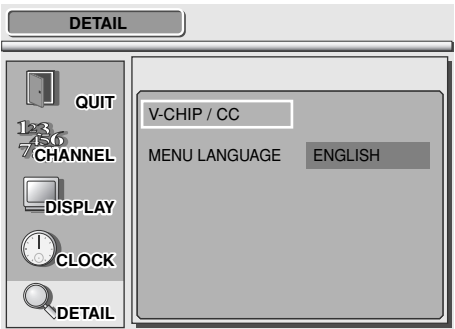 DETAIL
QUIT
123
456
7
CHANNEL
DISPLAY
CLOCK
DETAIL
V-CHIP / CC
MENU LANGUAGE ENGLISH